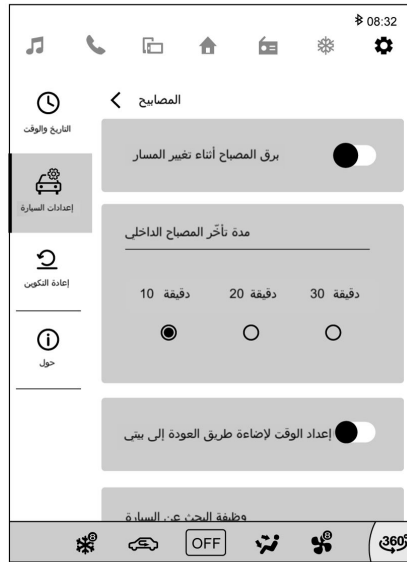 08:32
المصابيح
التاريخ والوقت
برق المصباح أثناء تغيير المسار
إعدادات السيارة
مدة تأخّر المصباح الداخلي
إعادة التكوين
10 دقيقة
20 دقيقة
30 دقيقة
حول
إعداد الوقت لإضاءة طريق العودة إلى بيتي
وظيفة البحث عن السيارة
OFF
360°